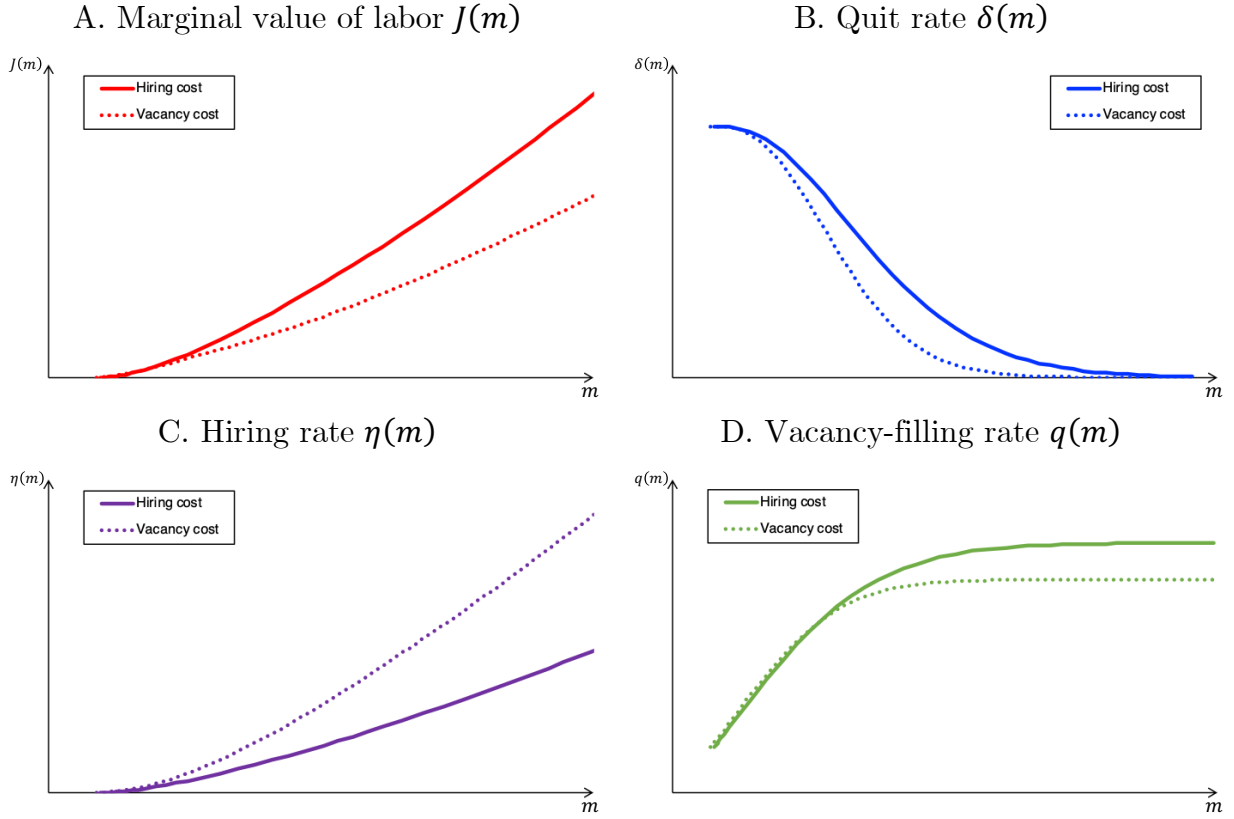 A. Marginal value of labor J(m)
J(m)
Hiring cost
Vacancy cost
m
B. Quit rate δ(m)
δ(m)
Hiring cost
Vacancy cost
m
C. Hiring rate η(m)
η(m)
Hiring cost
Vacancy cost
m
D. Vacancy-filling rate q(m)
q(m)
Hiring cost
Vacancy cost
m